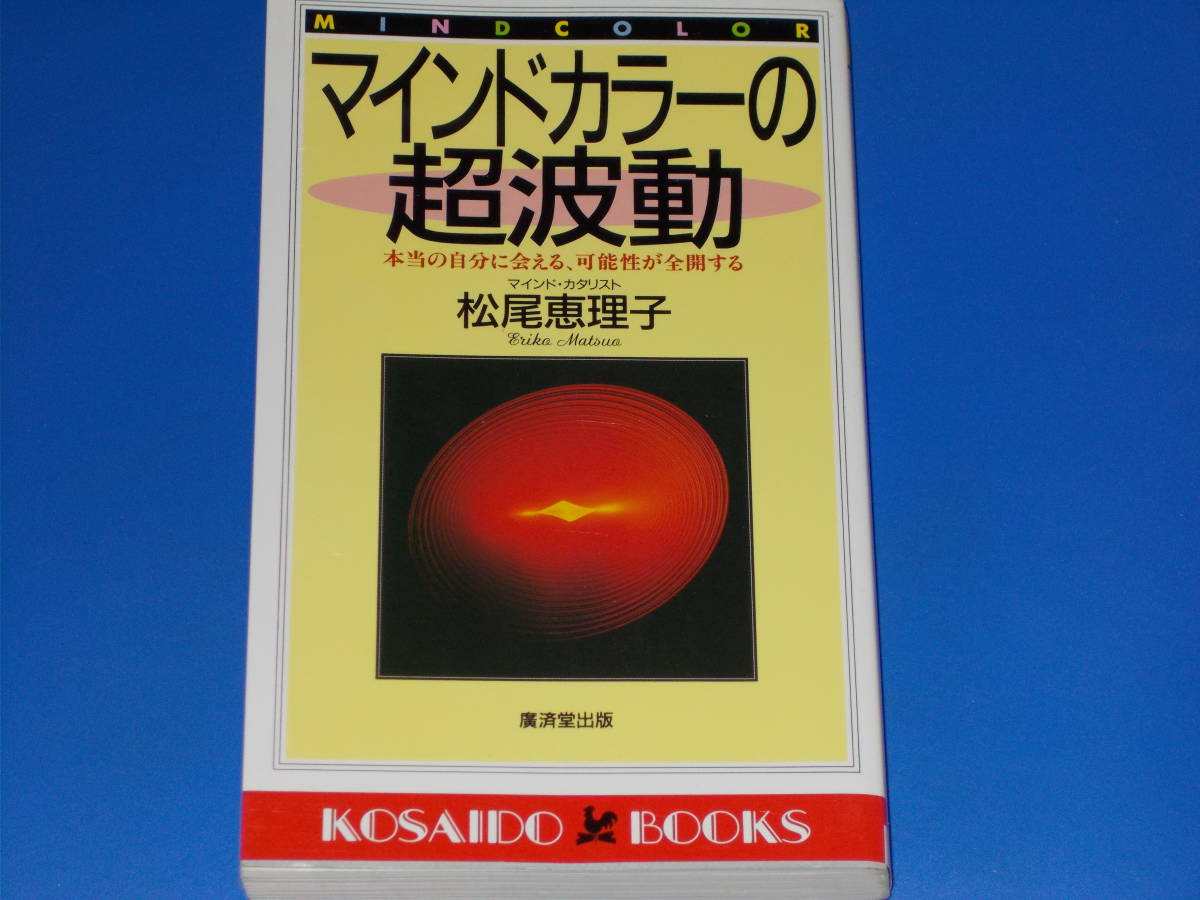 MINDCOLOR
マインドカラーの
超波動
本当の自分に会える、可能性が全開する
マインド・カタリスト
松尾恵理子
Eriko Matsuo
廣済堂出版
KOSAIDO BOOKS